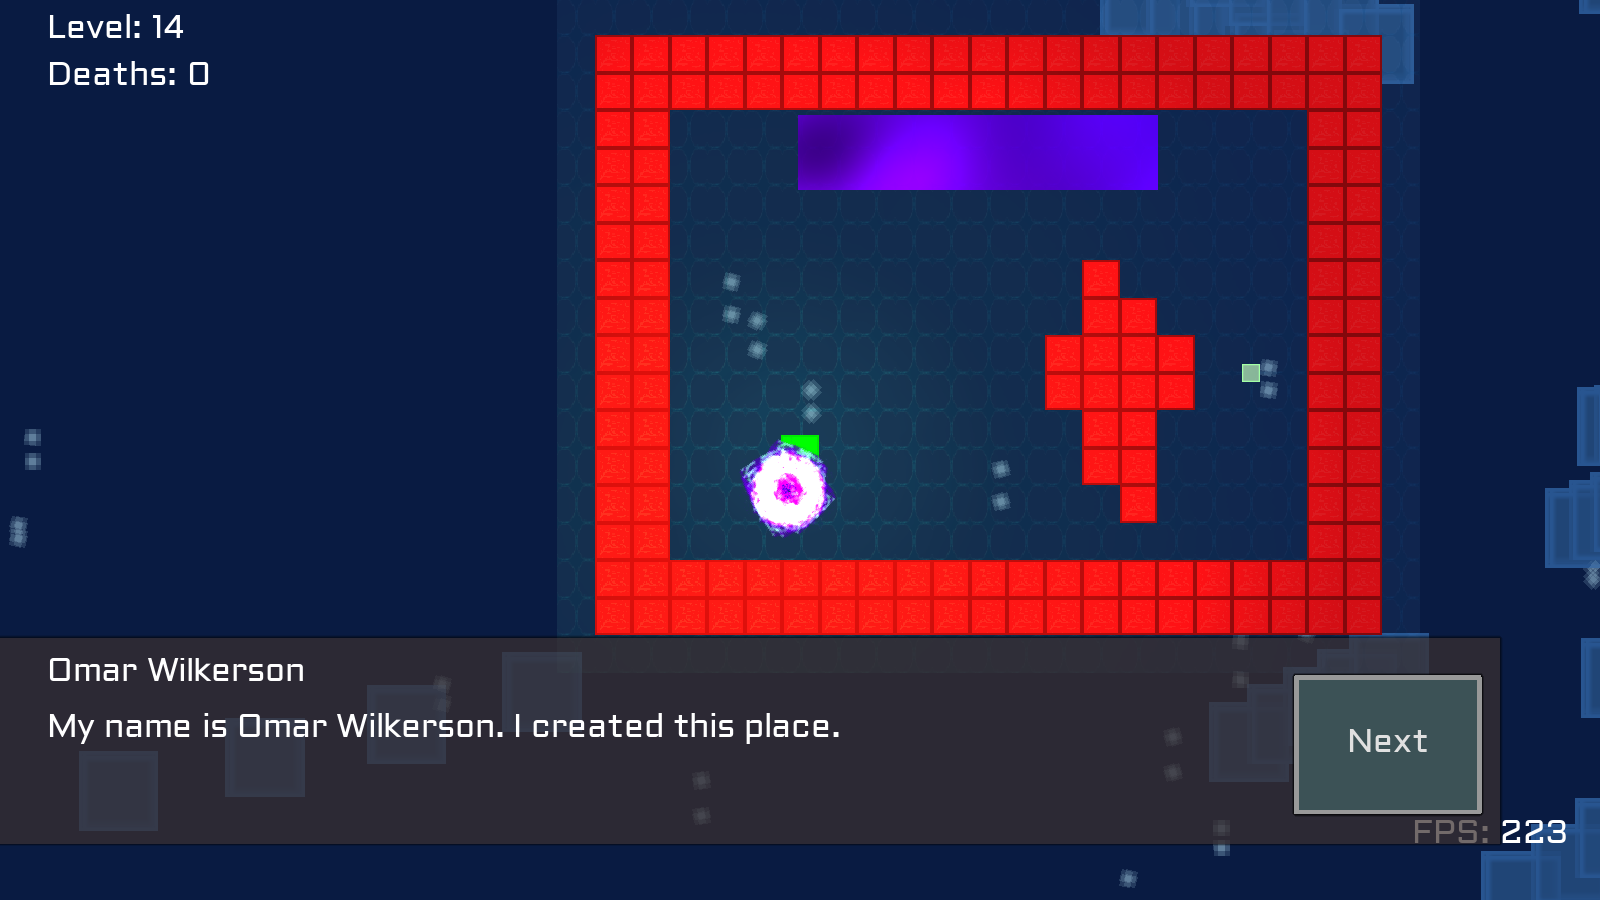 Level: 14
Deaths: 0
Omar Wilkerson
My name is Omar Wilkerson. I created this place.
Next
FPS: 223